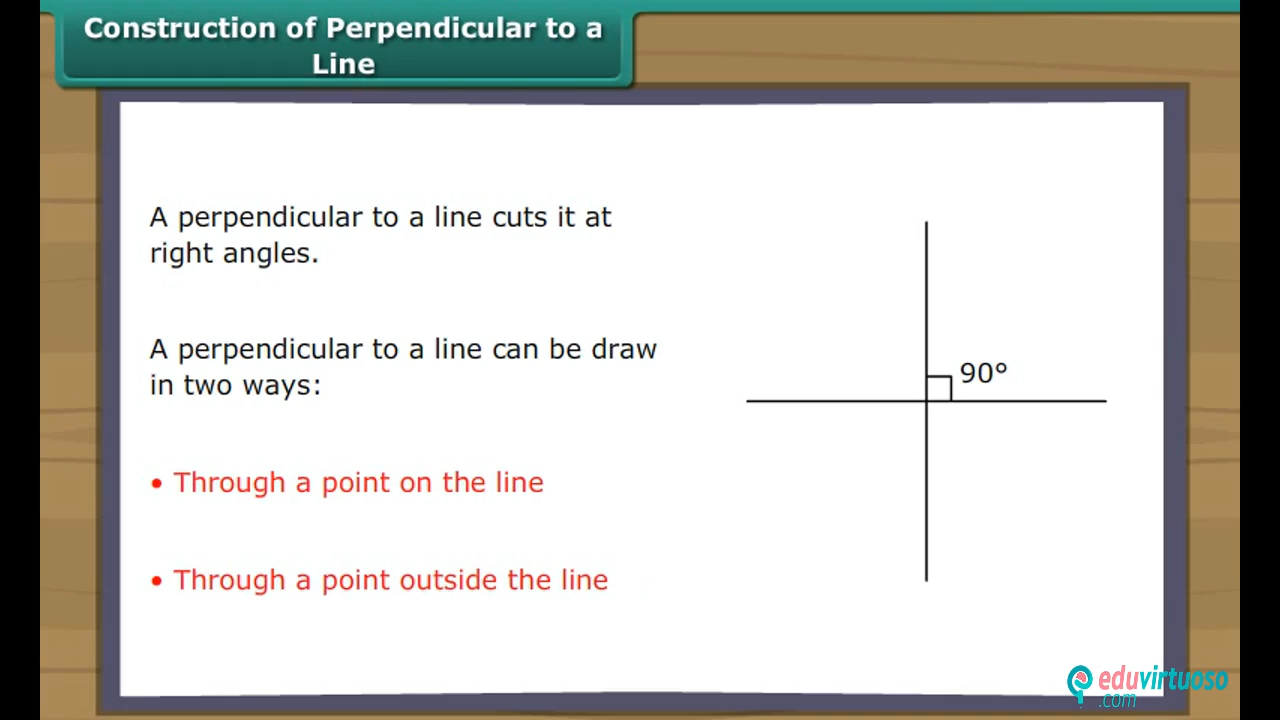 Construction of Perpendicular to a
Line
A perpendicular to a line cuts it at
right angles.
A perpendicular to a line can be draw
in two ways:
• Through a point on the line
• Through a point outside the line
90°
eduvirtuoso
.com